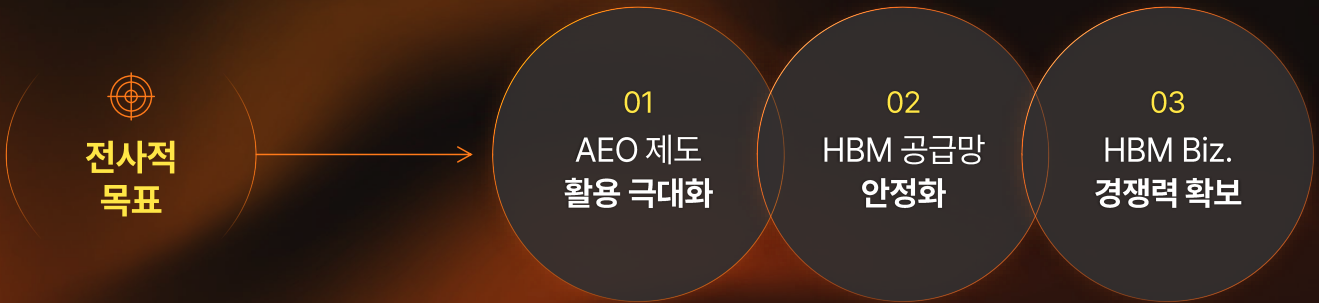 전사적
목표
01
AEO 제도
활용 극대화
02
HBM 공급망
안정화
03
HBM Biz.
경쟁력 확보